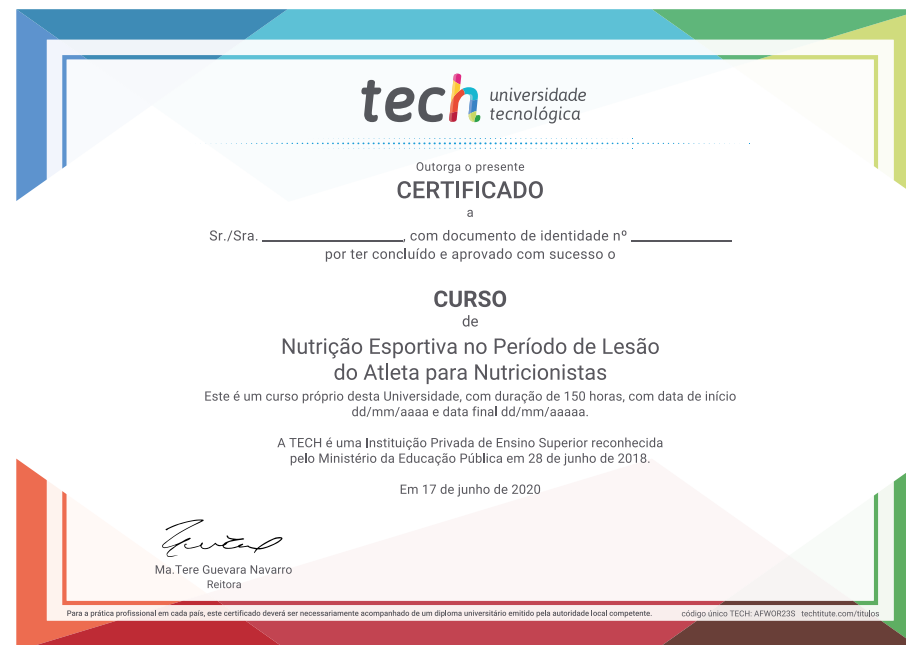 tech universidade
tecnológica
Outorga o presente
CERTIFICADO
a
Sr./Sra. ____________________, com documento de identidade nº ______________
por ter concluído e aprovado com sucesso o
CURSO
de
Nutrição Esportiva no Período de Lesão
do Atleta para Nutricionistas
Este é um curso próprio desta Universidade, com duração de 150 horas, com data de início
dd/mm/aaaa e data final dd/mm/aaaaa.
A TECH é uma Instituição Privada de Ensino Superior reconhecida
pelo Ministério da Educação Pública em 28 de junho de 2018.
Em 17 de junho de 2020
Ma.Tere Guevara Navarro
Reitora
Para a prática profissional em cada país, este certificado deverá ser necessariamente acompanhado de um diploma universitário emitido pela autoridade local competente. código único TECH: AFWOR23S techtitute.com/titulos